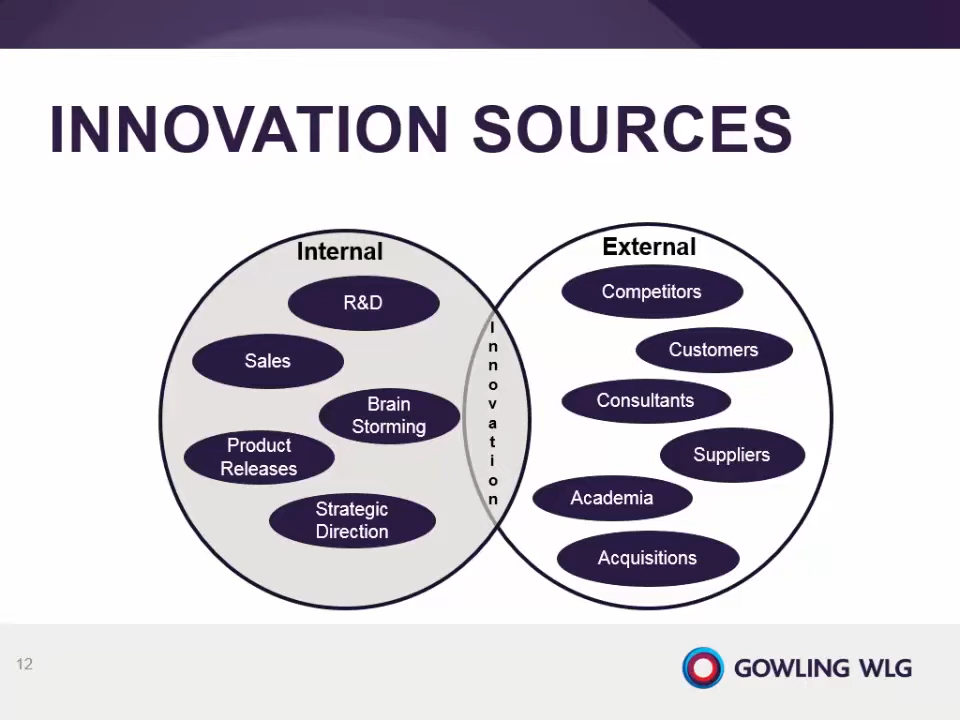 INNOVATION SOURCES
Internal
R&D
Sales
Brain
Storming
Product
Releases
Strategic
Direction
Innovation
External
Competitors
Customers
Consultants
Suppliers
Academia
Acquisitions
12
GOWLING WLG